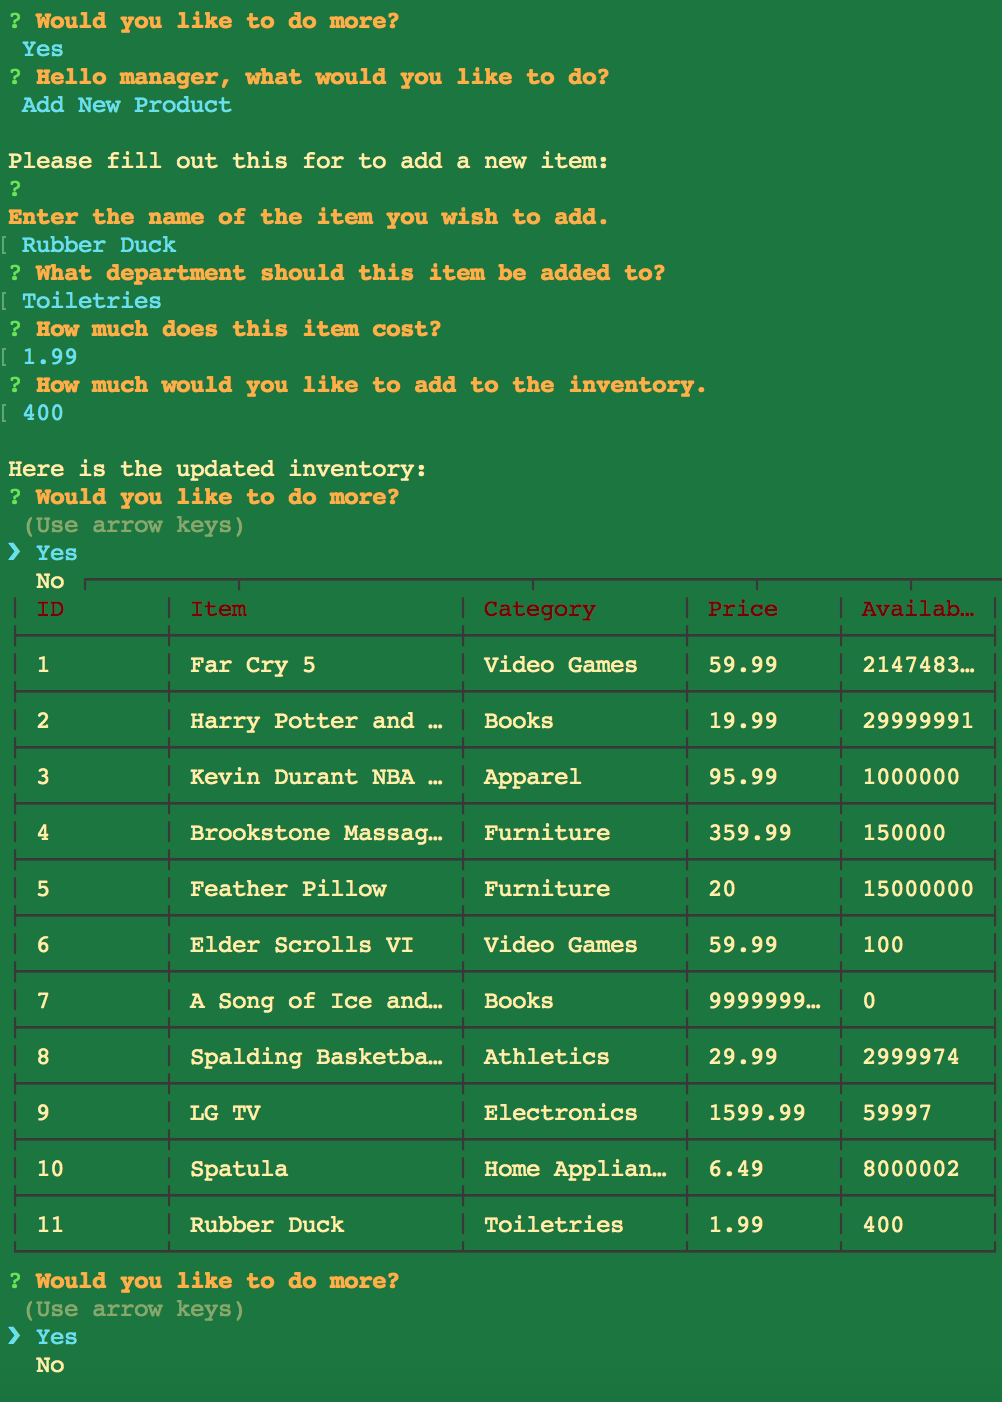 ? Would you like to do more?
Yes
? Hello manager, what would you like to do?
Add New Product
Please fill out this for to add a new item:
?
Enter the name of the item you wish to add.
[ Rubber Duck
? What department should this item be added to?
[ Toiletries
? How much does this item cost?
[ 1.99
? How much would you like to add to the inventory.
[ 400
Here is the updated inventory:
? Would you like to do more?
(Use arrow keys)
❯ Yes
No
ID Item Category Price Availab…
1 Far Cry 5 Video Games 59.99 2147483…
2 Harry Potter and … Books 19.99 29999991
3 Kevin Durant NBA … Apparel 95.99 1000000
4 Brookstone Massag… Furniture 359.99 150000
5 Feather Pillow Furniture 20 15000000
6 Elder Scrolls VI Video Games 59.99 100
7 A Song of Ice and… Books 9999999… 0
8 Spalding Basketba… Athletics 29.99 2999974
9 LG TV Electronics 1599.99 59997
10 Spatula Home Applian… 6.49 8000002
11 Rubber Duck Toiletries 1.99 400
? Would you like to do more?
(Use arrow keys)
❯ Yes
No